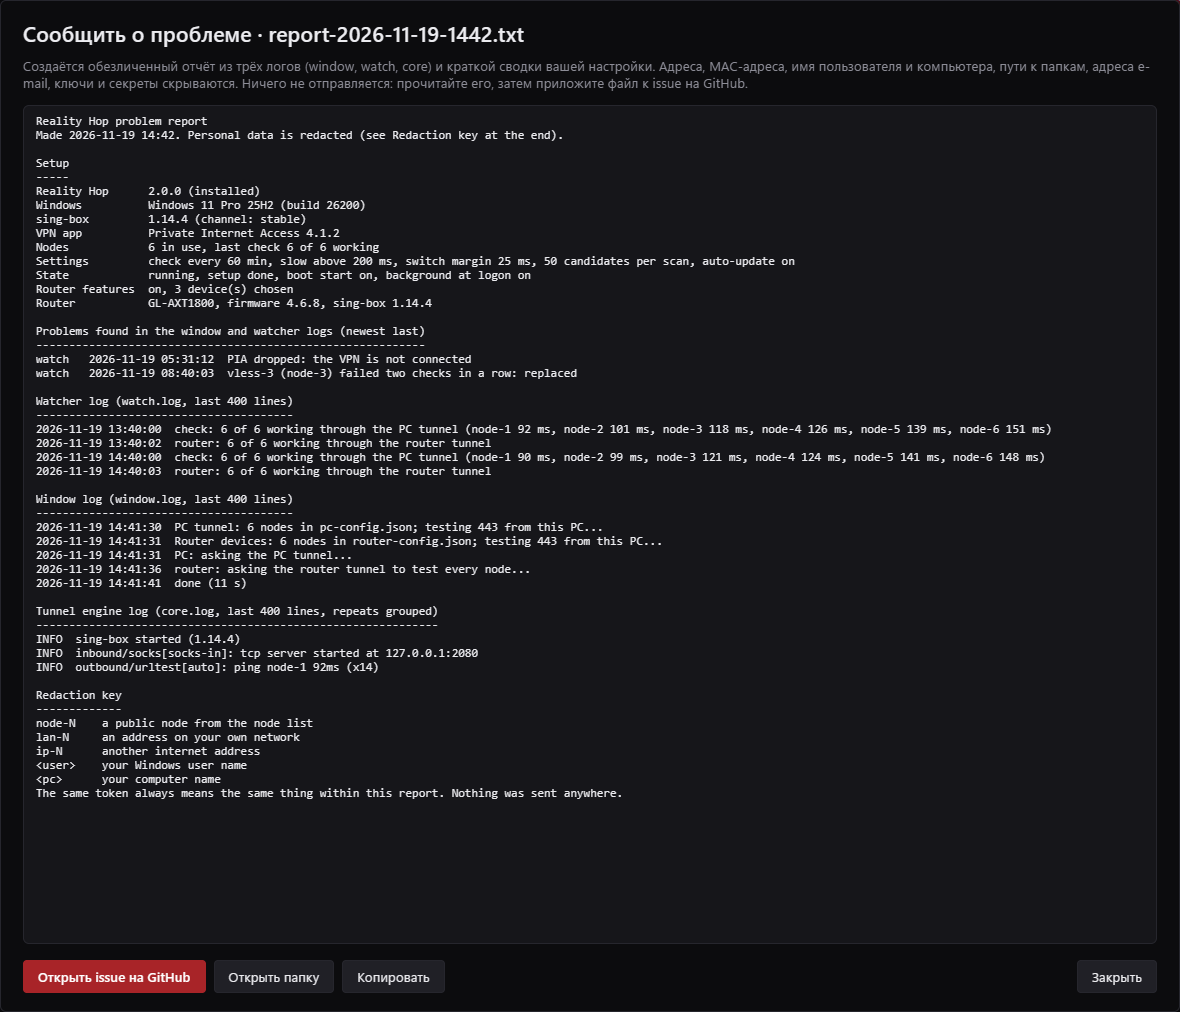 Сообщить о проблеме · report-2026-11-19-1442.txt
Создаётся обезличенный отчёт из трёх логов (window, watch, core) и краткой сводки вашей настройки. Адреса, MAC-адреса, имя пользователя и компьютера, пути к папкам, адреса e-
mail, ключи и секреты скрываются. Ничего не отправляется: прочитайте его, затем приложите файл к issue на GitHub.
Reality Hop problem report
Made 2026-11-19 14:42. Personal data is redacted (see Redaction key at the end).
Setup
-----
Reality Hop      2.0.0 (installed)
Windows          Windows 11 Pro 25H2 (build 26200)
sing-box         1.14.4 (channel: stable)
VPN app          Private Internet Access 4.1.2
Nodes            6 in use, last check 6 of 6 working
Settings         check every 60 min, slow above 200 ms, switch margin 25 ms, 50 candidates per scan, auto-update on
State            running, setup done, boot start on, background at logon on
Router features  on, 3 device(s) chosen
Router           GL-AXT1800, firmware 4.6.8, sing-box 1.14.4
Problems found in the window and watcher logs (newest last)
-----------------------------------------------------------
watch   2026-11-19 05:31:12  PIA dropped: the VPN is not connected
watch   2026-11-19 08:40:03  vless-3 (node-3) failed two checks in a row: replaced
Watcher log (watch.log, last 400 lines)
---------------------------------------
2026-11-19 13:40:00  check: 6 of 6 working through the PC tunnel (node-1 92 ms, node-2 101 ms, node-3 118 ms, node-4 126 ms, node-5 139 ms, node-6 151 ms)
2026-11-19 13:40:02  router: 6 of 6 working through the router tunnel
2026-11-19 14:40:00  check: 6 of 6 working through the PC tunnel (node-1 90 ms, node-2 99 ms, node-3 121 ms, node-4 124 ms, node-5 141 ms, node-6 148 ms)
2026-11-19 14:40:03  router: 6 of 6 working through the router tunnel
Window log (window.log, last 400 lines)
---------------------------------------
2026-11-19 14:41:30  PC tunnel: 6 nodes in pc-config.json; testing 443 from this PC...
2026-11-19 14:41:31  Router devices: 6 nodes in router-config.json; testing 443 from this PC...
2026-11-19 14:41:31  PC: asking the PC tunnel...
2026-11-19 14:41:36  router: asking the router tunnel to test every node...
2026-11-19 14:41:41  done (11 s)
Tunnel engine log (core.log, last 400 lines, repeats grouped)
-------------------------------------------------------------
INFO  sing-box started (1.14.4)
INFO  inbound/socks[socks-in]: tcp server started at 127.0.0.1:2080
INFO  outbound/urltest[auto]: ping node-1 92ms (x14)
Redaction key
-------------
node-N    a public node from the node list
lan-N     an address on your own network
ip-N      another internet address
<user>    your Windows user name
<pc>      your computer name
The same token always means the same thing within this report. Nothing was sent anywhere.
Открыть issue на GitHub
Открыть папку
Копировать
Закрыть